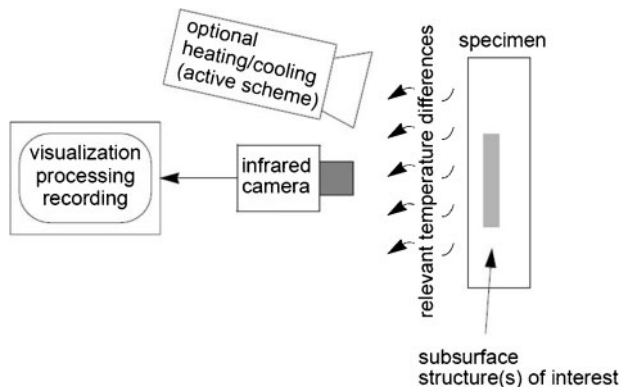 optional
heating/cooling
(active scheme)
specimen
relevant temperature differences
visualization
processing
recording
infrared
camera
subsurface
structure(s) of interest